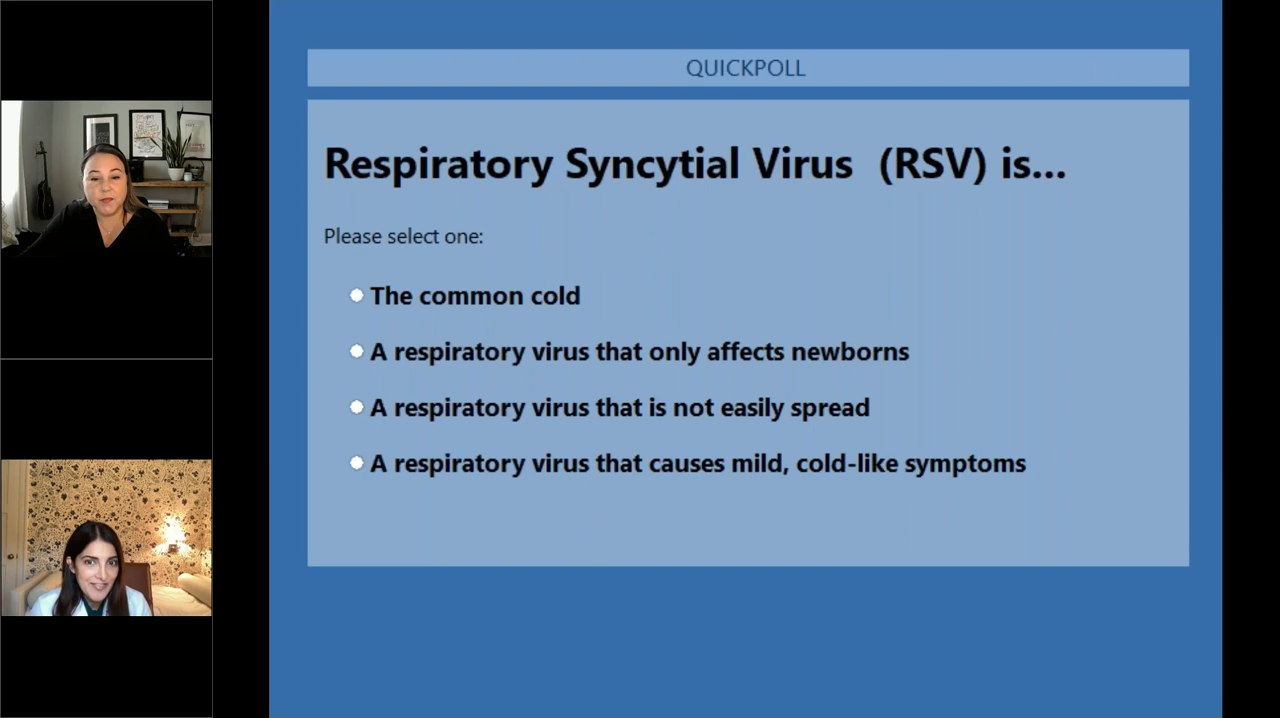 QUICKPOLL
Respiratory Syncytial Virus (RSV) is...
Please select one:
The common cold
A respiratory virus that only affects newborns
A respiratory virus that is not easily spread
A respiratory virus that causes mild, cold-like symptoms